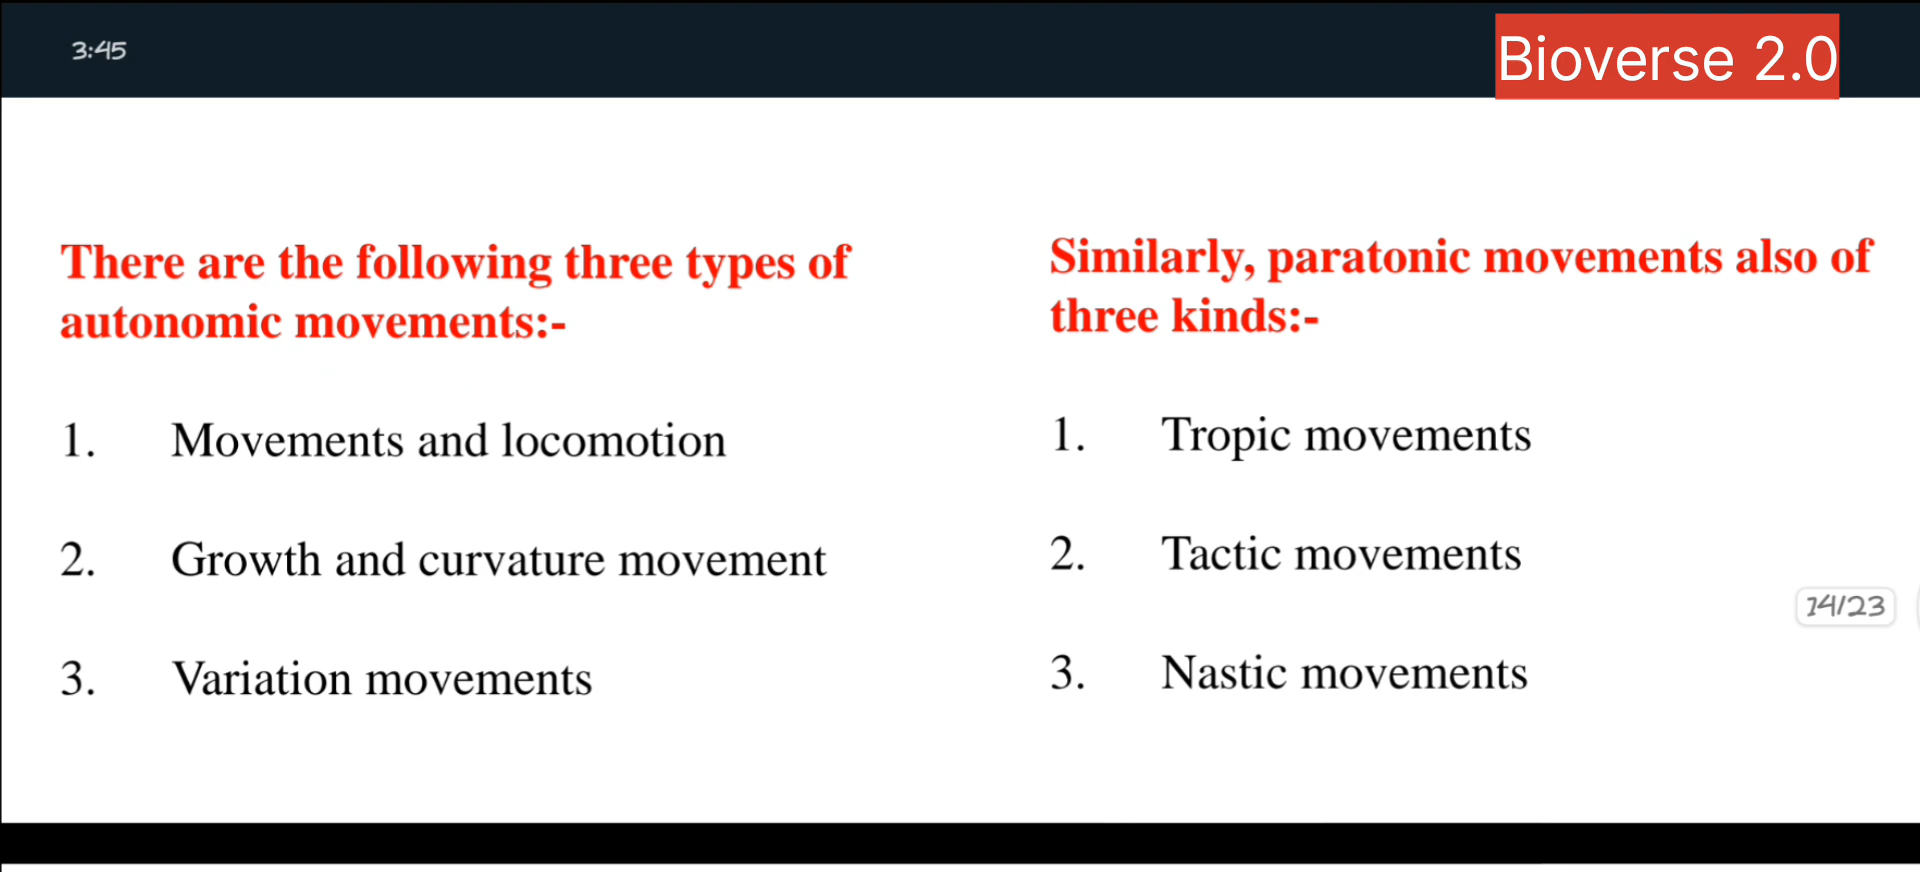 3:45
Bioverse 2.0
There are the following three types of
autonomic movements:-
1. Movements and locomotion
2. Growth and curvature movement
3. Variation movements
Similarly, paratonic movements also of
three kinds:-
1. Tropic movements
2. Tactic movements
3. Nastic movements
14/23